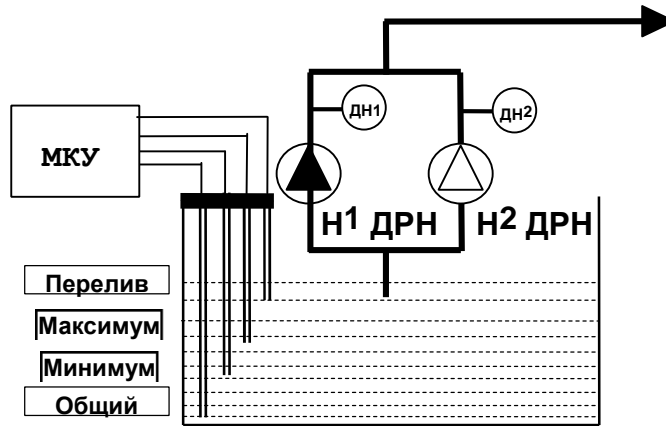 ДН1
ДН2
МКУ
Н1 ДРН
Н2 ДРН
Перелив
Максимум
Минимум
Общий